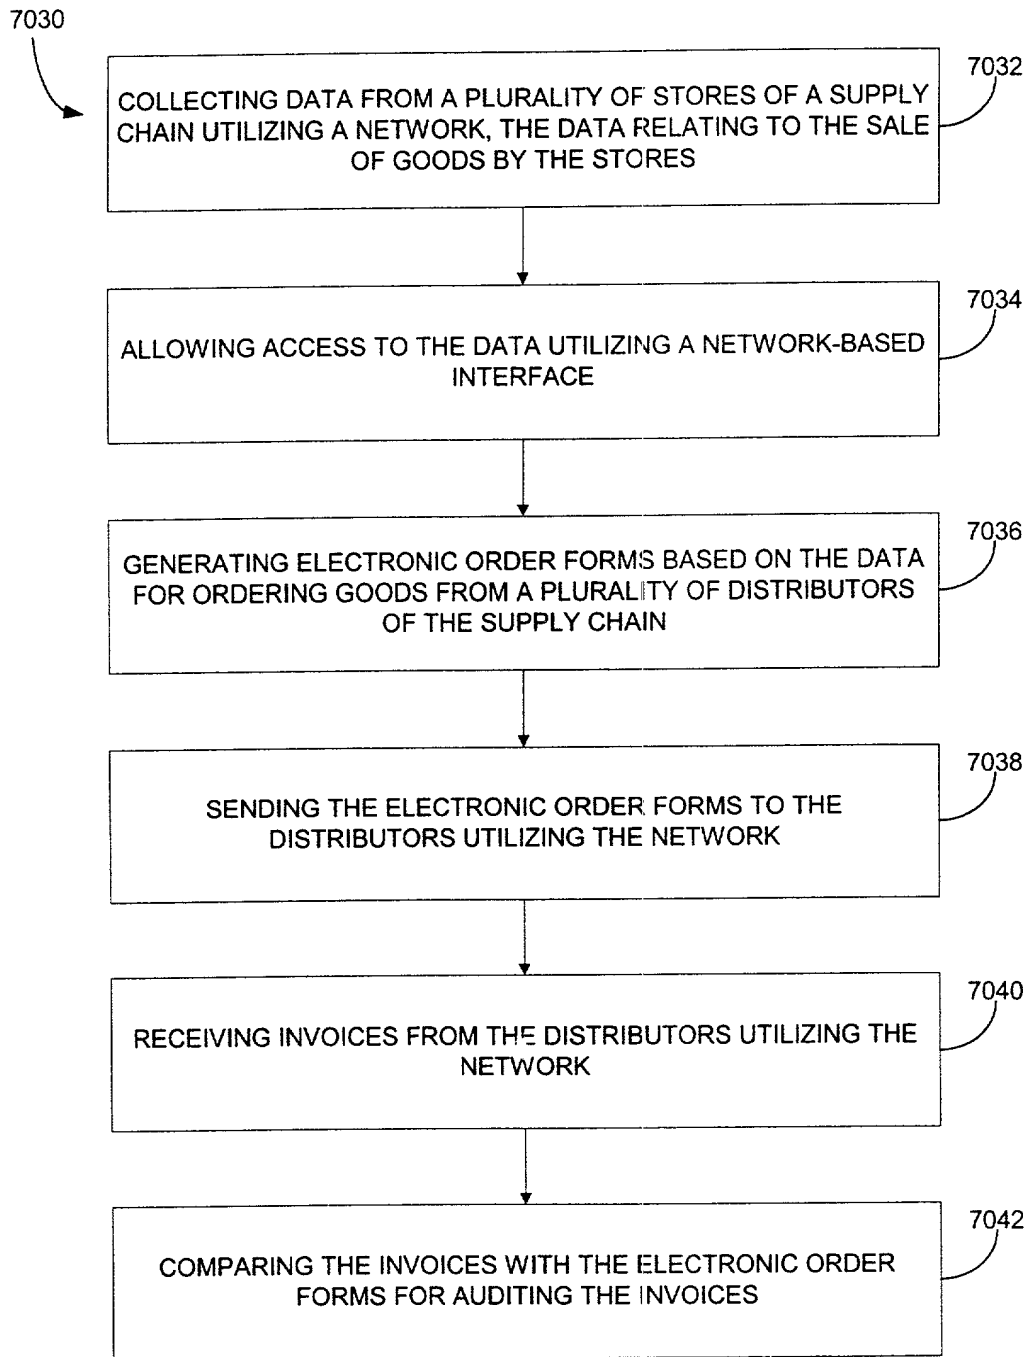 7030
7032
COLLECTING DATA FROM A PLURALITY OF STORES OF A SUPPLY
CHAIN UTILIZING A NETWORK, THE DATA RELATING TO THE SALE
OF GOODS BY THE STORES
7034
ALLOWING ACCESS TO THE DATA UTILIZING A NETWORK-BASED
INTERFACE
7036
GENERATING ELECTRONIC ORDER FORMS BASED ON THE DATA
FOR ORDERING GOODS FROM A PLURALITY OF DISTRIBUTORS
OF THE SUPPLY CHAIN
7038
SENDING THE ELECTRONIC ORDER FORMS TO THE
DISTRIBUTORS UTILIZING THE NETWORK
7040
RECEIVING INVOICES FROM THE DISTRIBUTORS UTILIZING THE
NETWORK
7042
COMPARING THE INVOICES WITH THE ELECTRONIC ORDER
FORMS FOR AUDITING THE INVOICES